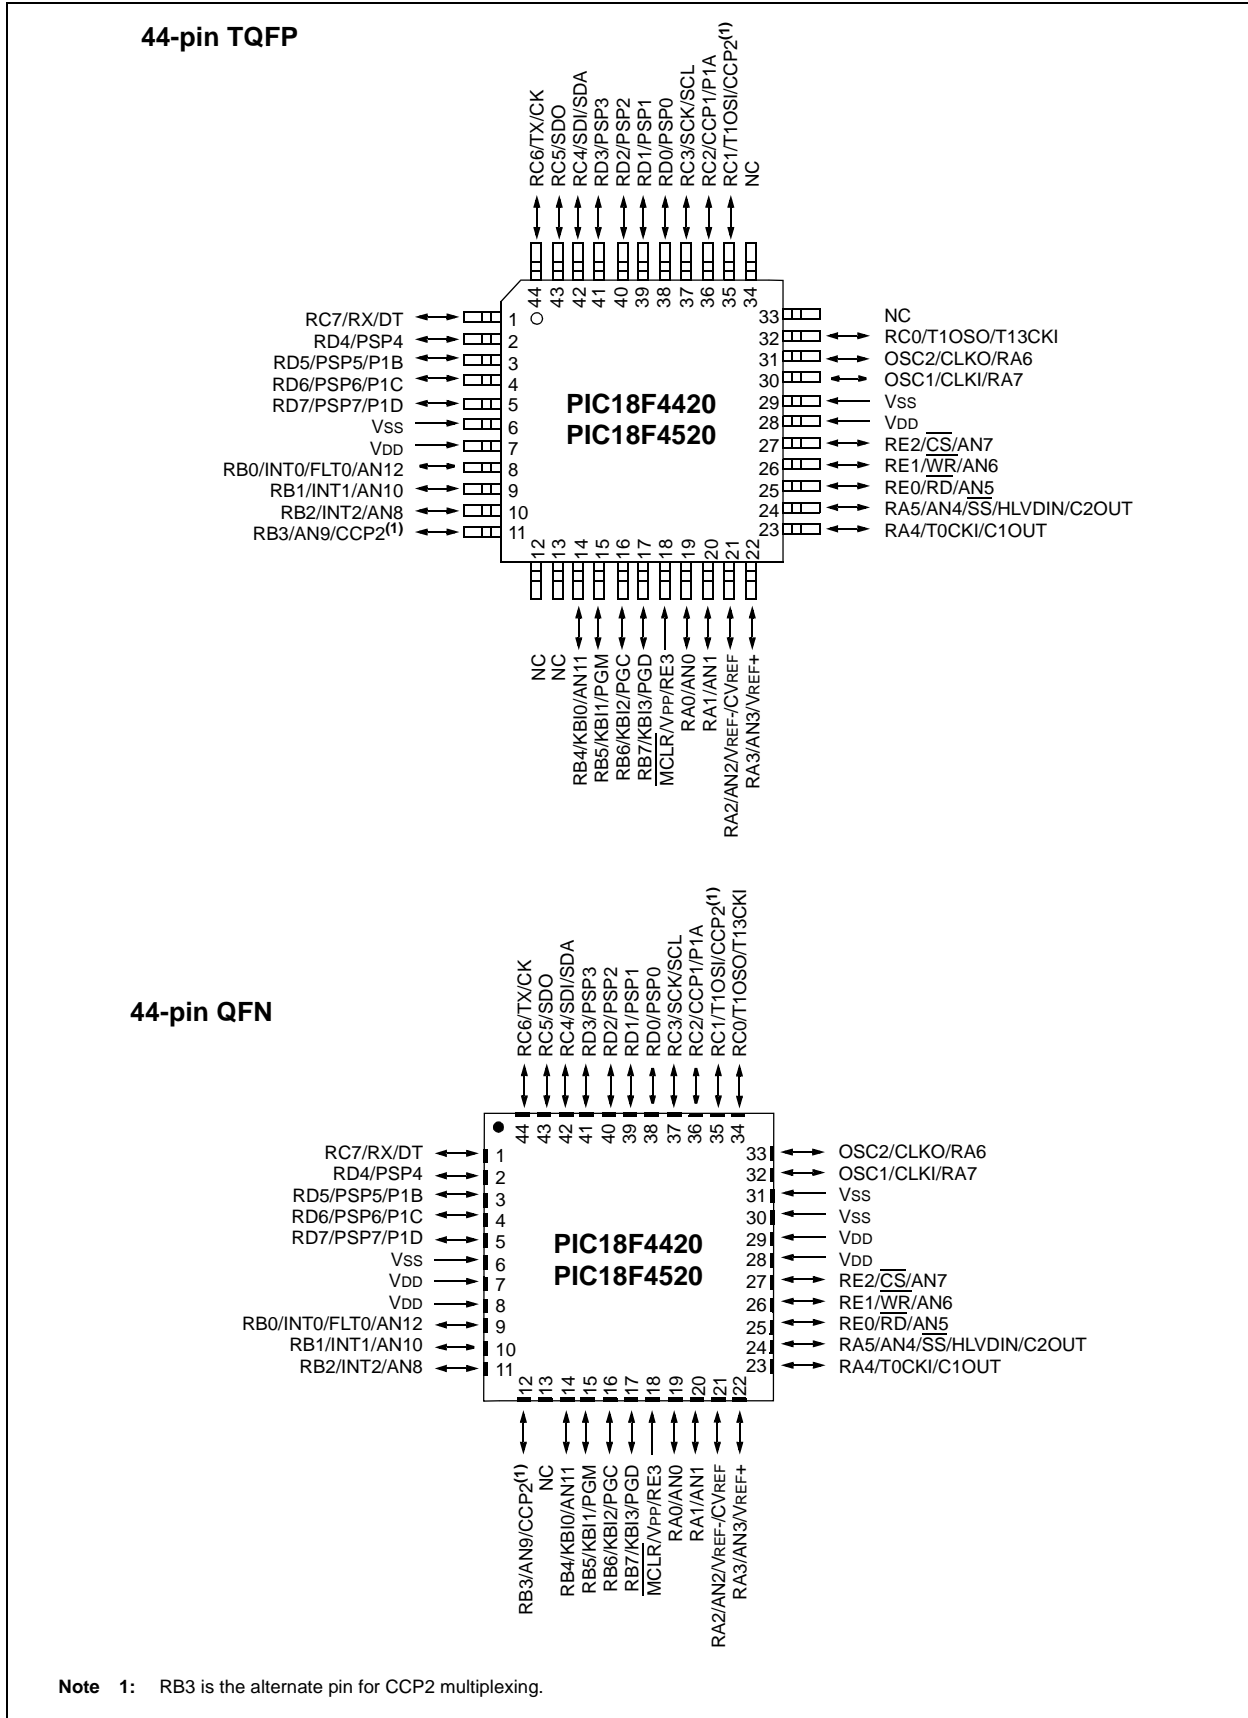 44-pin TQFP
RC6/TX/CK
RC5/SDO
RC4/SDI/SDA
RD3/PSP3
RD2/PSP2
RD1/PSP1
RD0/PSP0
RC3/SCK/SCL
RC2/CCP1/P1A
RC1/T1OSI/CCP2(1)
NC
44
43
42
41
40
39
38
37
36
35
34
RC7/RX/DT 1
RD4/PSP4 2
RD5/PSP5/P1B 3
RD6/PSP6/P1C 4
RD7/PSP7/P1D 5
VSS 6
VDD 7
RB0/INT0/FLT0/AN12 8
RB1/INT1/AN10 9
RB2/INT2/AN8 10
RB3/AN9/CCP2(1) 11
PIC18F4420
PIC18F4520
33 NC
32 RC0/T1OSO/T13CKI
31 OSC2/CLKO/RA6
30 OSC1/CLKI/RA7
29 VSS
28 VDD
27 RE2/CS/AN7
26 RE1/WR/AN6
25 RE0/RD/AN5
24 RA5/AN4/SS/HLVDIN/C2OUT
23 RA4/T0CKI/C1OUT
12
13
14
15
16
17
18
19
20
21
22
NC
NC
RB4/KBI0/AN11
RB5/KBI1/PGM
RB6/KBI2/PGC
RB7/KBI3/PGD
MCLR/VPP/RE3
RA0/AN0
RA1/AN1
RA2/AN2/VREF-/CVREF
RA3/AN3/VREF+
44-pin QFN
RC6/TX/CK
RC5/SDO
RC4/SDI/SDA
RD3/PSP3
RD2/PSP2
RD1/PSP1
RD0/PSP0
RC3/SCK/SCL
RC2/CCP1/P1A
RC1/T1OSI/CCP2(1)
RC0/T1OSO/T13CKI
44
43
42
41
40
39
38
37
36
35
34
RC7/RX/DT 1
RD4/PSP4 2
RD5/PSP5/P1B 3
RD6/PSP6/P1C 4
RD7/PSP7/P1D 5
VSS 6
VDD 7
VDD 8
RB0/INT0/FLT0/AN12 9
RB1/INT1/AN10 10
RB2/INT2/AN8 11
PIC18F4420
PIC18F4520
33 OSC2/CLKO/RA6
32 OSC1/CLKI/RA7
31 VSS
30 VSS
29 VDD
28 VDD
27 RE2/CS/AN7
26 RE1/WR/AN6
25 RE0/RD/AN5
24 RA5/AN4/SS/HLVDIN/C2OUT
23 RA4/T0CKI/C1OUT
12
13
14
15
16
17
18
19
20
21
22
RB3/AN9/CCP2(1)
NC
RB4/KBI0/AN11
RB5/KBI1/PGM
RB6/KBI2/PGC
RB7/KBI3/PGD
MCLR/VPP/RE3
RA0/AN0
RA1/AN1
RA2/AN2/VREF-/CVREF
RA3/AN3/VREF+
Note 1: RB3 is the alternate pin for CCP2 multiplexing.